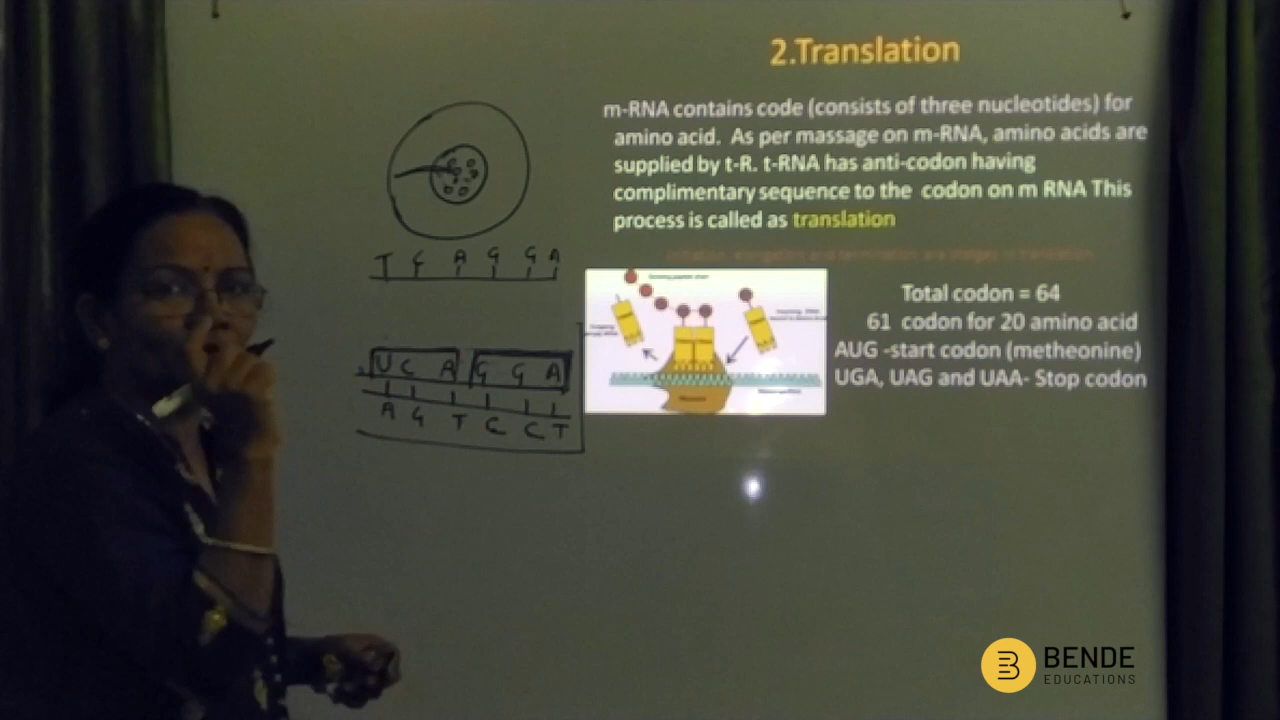 2.Translation
m-RNA contains code (consists of three nucleotides) for
amino acid. As per massage on m-RNA, amino acids are
supplied by t-R. t-RNA has anti-codon having
complimentary sequence to the codon on m RNA This
process is called as translation
Total codon = 64
61 codon for 20 amino acid
AUG -start codon (metheonine)
UGA, UAG and UAA- Stop codon
T C A G G A
U C A G G A
A G T C C T
BENDE
EDUCATIONS